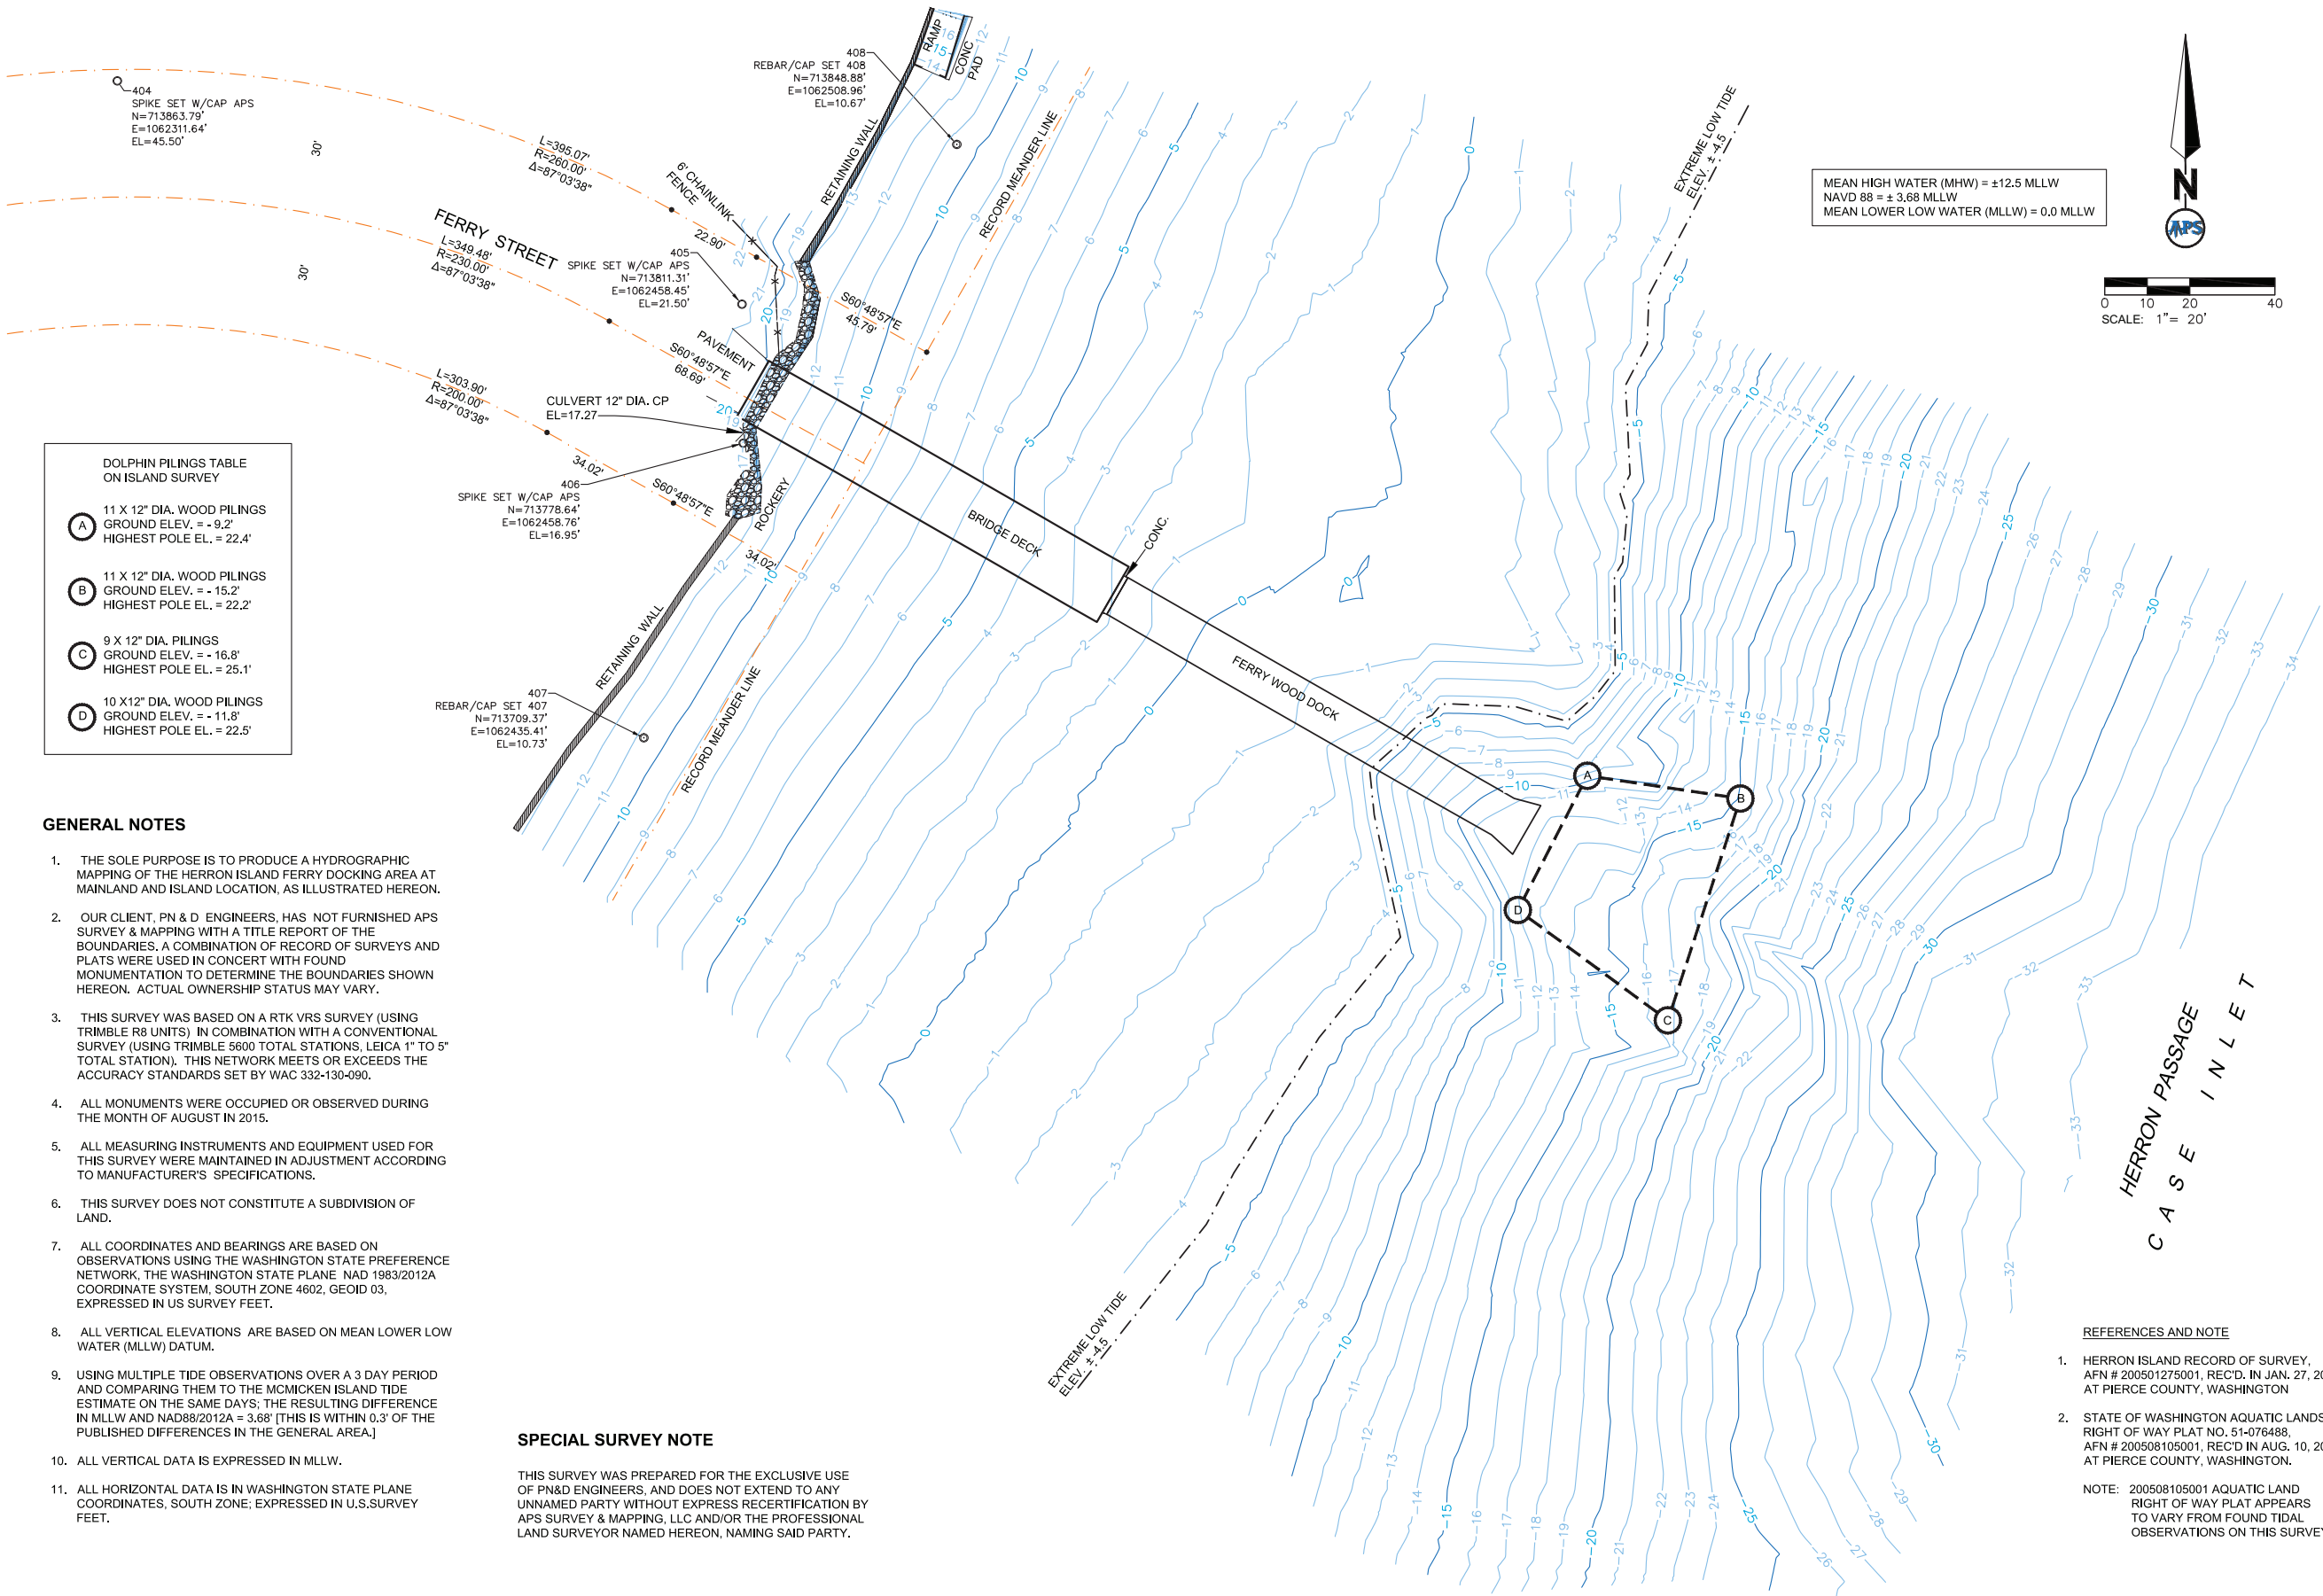 404
SPIKE SET W/CAP APS
N=713863.79'
E=1062311.64'
EL=45.50'
30'
30'
L=395.07'
R=260.00'
Δ=87°03'38"
FERRY STREET
L=349.48'
R=230.00'
Δ=87°03'38"
L=303.90'
R=200.00'
Δ=87°03'38"
408
REBAR/CAP SET 408
N=713848.88'
E=1062508.96'
EL=10.67'
RAMP
CONC
PAD
RETAINING WALL
6' CHAINLINK
FENCE
22.90'
405
SPIKE SET W/CAP APS
N=713811.31'
E=1062458.45'
EL=21.50'
RECORD MEANDER LINE
S60°48'57"E
45.79'
PAVEMENT
S60°48'57"E
68.69'
CULVERT 12" DIA. CP
EL=17.27
34.02'
S60°48'57"E
406
SPIKE SET W/CAP APS
N=713778.64'
E=1062458.76'
EL=16.95'
ROCKERY
34.02'
BRIDGE DECK
CONC.
FERRY WOOD DOCK
RETAINING WALL
407
REBAR/CAP SET 407
N=713709.37'
E=1062435.41'
EL=10.73'
RECORD MEANDER LINE
EXTREME LOW TIDE
ELEV. ± -4.5
EXTREME LOW TIDE
ELEV. ± -4.5
A
B
C
D
MEAN HIGH WATER (MHW) = ±12.5 MLLW
NAVD 88 = ± 3.68 MLLW
MEAN LOWER LOW WATER (MLLW) = 0.0 MLLW
N
APS
0 10 20 40
SCALE: 1"= 20'
HERRON PASSAGE
CASE INLET
DOLPHIN PILINGS TABLE
ON ISLAND SURVEY
A
11 X 12" DIA. WOOD PILINGS
GROUND ELEV. = - 9.2'
HIGHEST POLE EL. = 22.4'
B
11 X 12" DIA. WOOD PILINGS
GROUND ELEV. = - 15.2'
HIGHEST POLE EL. = 22.2'
C
9 X 12" DIA. PILINGS
GROUND ELEV. = - 16.8'
HIGHEST POLE EL. = 25.1'
D
10 X12" DIA. WOOD PILINGS
GROUND ELEV. = - 11.8'
HIGHEST POLE EL. = 22.5'
GENERAL NOTES
1. THE SOLE PURPOSE IS TO PRODUCE A HYDROGRAPHIC
MAPPING OF THE HERRON ISLAND FERRY DOCKING AREA AT
MAINLAND AND ISLAND LOCATION, AS ILLUSTRATED HEREON.
2. OUR CLIENT, PN & D ENGINEERS, HAS NOT FURNISHED APS
SURVEY & MAPPING WITH A TITLE REPORT OF THE
BOUNDARIES. A COMBINATION OF RECORD OF SURVEYS AND
PLATS WERE USED IN CONCERT WITH FOUND
MONUMENTATION TO DETERMINE THE BOUNDARIES SHOWN
HEREON. ACTUAL OWNERSHIP STATUS MAY VARY.
3. THIS SURVEY WAS BASED ON A RTK VRS SURVEY (USING
TRIMBLE R8 UNITS) IN COMBINATION WITH A CONVENTIONAL
SURVEY (USING TRIMBLE 5600 TOTAL STATIONS, LEICA 1" TO 5"
TOTAL STATION). THIS NETWORK MEETS OR EXCEEDS THE
ACCURACY STANDARDS SET BY WAC 332-130-090.
4. ALL MONUMENTS WERE OCCUPIED OR OBSERVED DURING
THE MONTH OF AUGUST IN 2015.
5. ALL MEASURING INSTRUMENTS AND EQUIPMENT USED FOR
THIS SURVEY WERE MAINTAINED IN ADJUSTMENT ACCORDING
TO MANUFACTURER'S SPECIFICATIONS.
6. THIS SURVEY DOES NOT CONSTITUTE A SUBDIVISION OF
LAND.
7. ALL COORDINATES AND BEARINGS ARE BASED ON
OBSERVATIONS USING THE WASHINGTON STATE PREFERENCE
NETWORK, THE WASHINGTON STATE PLANE NAD 1983/2012A
COORDINATE SYSTEM, SOUTH ZONE 4602, GEOID 03,
EXPRESSED IN US SURVEY FEET.
8. ALL VERTICAL ELEVATIONS ARE BASED ON MEAN LOWER LOW
WATER (MLLW) DATUM.
9. USING MULTIPLE TIDE OBSERVATIONS OVER A 3 DAY PERIOD
AND COMPARING THEM TO THE MCMICKEN ISLAND TIDE
ESTIMATE ON THE SAME DAYS; THE RESULTING DIFFERENCE
IN MLLW AND NAD88/2012A = 3.68' [THIS IS WITHIN 0.3' OF THE
PUBLISHED DIFFERENCES IN THE GENERAL AREA.]
10. ALL VERTICAL DATA IS EXPRESSED IN MLLW.
11. ALL HORIZONTAL DATA IS IN WASHINGTON STATE PLANE
COORDINATES, SOUTH ZONE; EXPRESSED IN U.S.SURVEY
FEET.
SPECIAL SURVEY NOTE
THIS SURVEY WAS PREPARED FOR THE EXCLUSIVE USE
OF PN&D ENGINEERS, AND DOES NOT EXTEND TO ANY
UNNAMED PARTY WITHOUT EXPRESS RECERTIFICATION BY
APS SURVEY & MAPPING, LLC AND/OR THE PROFESSIONAL
LAND SURVEYOR NAMED HEREON, NAMING SAID PARTY.
REFERENCES AND NOTE
1. HERRON ISLAND RECORD OF SURVEY,
AFN # 200501275001, REC'D. IN JAN. 27,
AT PIERCE COUNTY, WASHINGTON
2. STATE OF WASHINGTON AQUATIC LANDS
RIGHT OF WAY PLAT NO. 51-076488,
AFN # 200508105001, REC'D IN AUG. 10,
AT PIERCE COUNTY, WASHINGTON.
NOTE: 200508105001 AQUATIC LAND
RIGHT OF WAY PLAT APPEARS
TO VARY FROM FOUND TIDAL
OBSERVATIONS ON THIS SURVEY